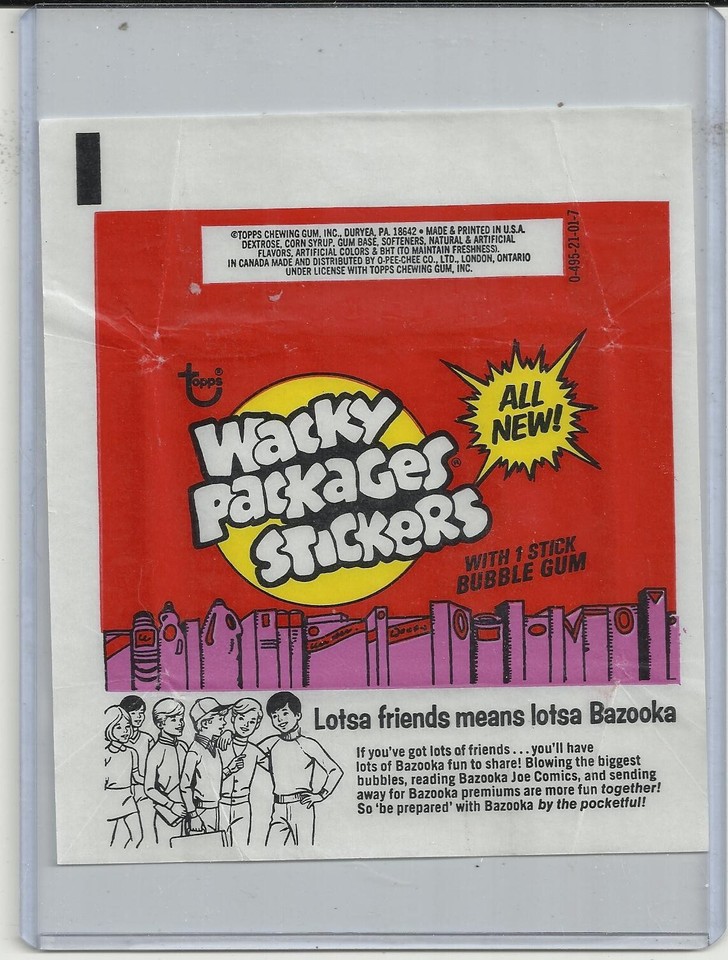 ©TOPPS CHEWING GUM, INC., DURYEA, PA. 18642 • MADE & PRINTED IN U.S.A.
DEXTROSE, CORN SYRUP, GUM BASE, SOFTENERS, NATURAL & ARTIFICIAL
FLAVORS, ARTIFICIAL COLORS & BHT (TO MAINTAIN FRESHNESS).
IN CANADA MADE AND DISTRIBUTED BY O-PEE-CHEE CO., LTD., LONDON, ONTARIO
UNDER LICENSE WITH TOPPS CHEWING GUM, INC.
0-495-21-01-7
topps®
WACKY
PACKAGES®
STICKERS
ALL
NEW!
WITH 1 STICK
BUBBLE GUM
Lotsa friends means lotsa Bazooka
If you've got lots of friends...you'll have
lots of Bazooka fun to share! Blowing the biggest
bubbles, reading Bazooka Joe Comics, and sending
away for Bazooka premiums are more fun together!
So 'be prepared' with Bazooka by the pocketful!